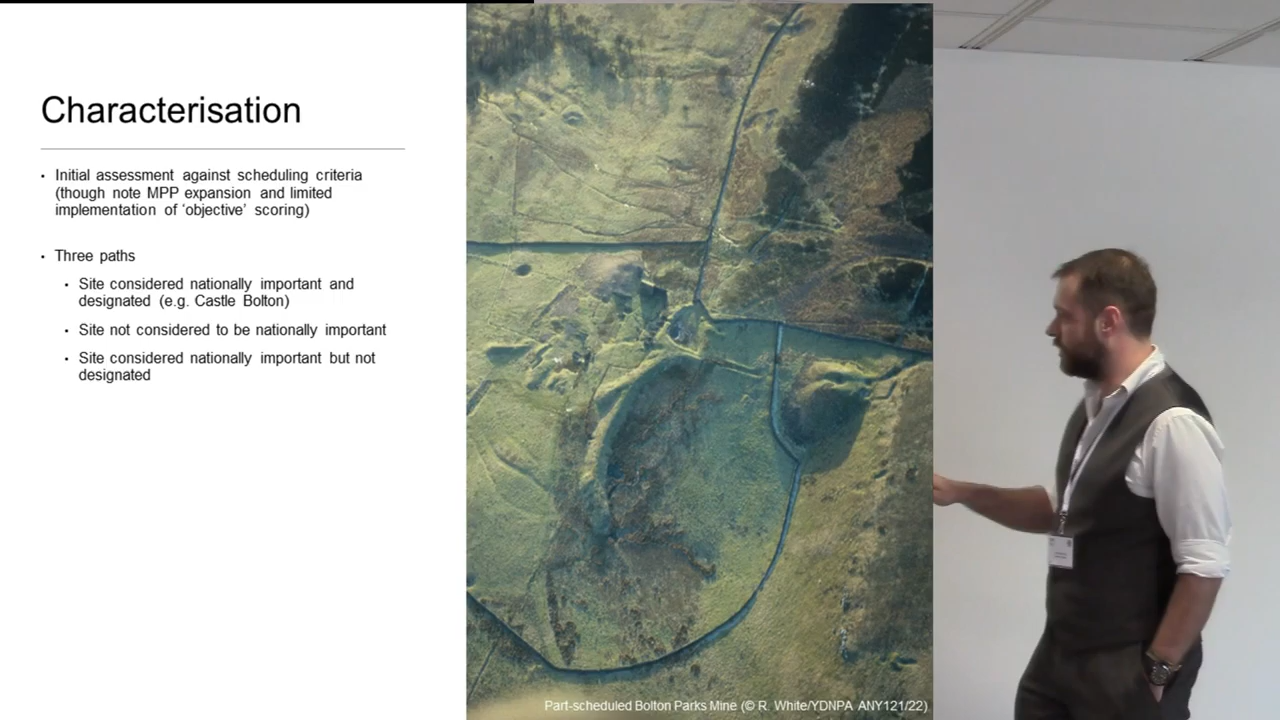 Characterisation
• Initial assessment against scheduling criteria
(though note MPP expansion and limited
implementation of ‘objective’ scoring)
• Three paths
• Site considered nationally important and
designated (e.g. Castle Bolton)
• Site not considered to be nationally important
• Site considered nationally important but not
designated
Part-scheduled Bolton Parks Mine (© R. White/YDNPA ANY121/22)